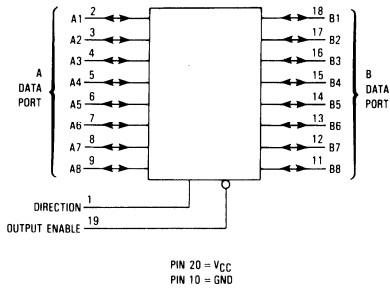 A1 2 18 B1
A2 3 17 B2
A3 4 16 B3
A4 5 15 B4
A5 6 14 B5
A6 7 13 B6
A7 8 12 B7
A8 9 11 B8
A
DATA
PORT
B
DATA
PORT
DIRECTION 1
OUTPUT ENABLE 19
PIN 20 = VCC
PIN 10 = GND